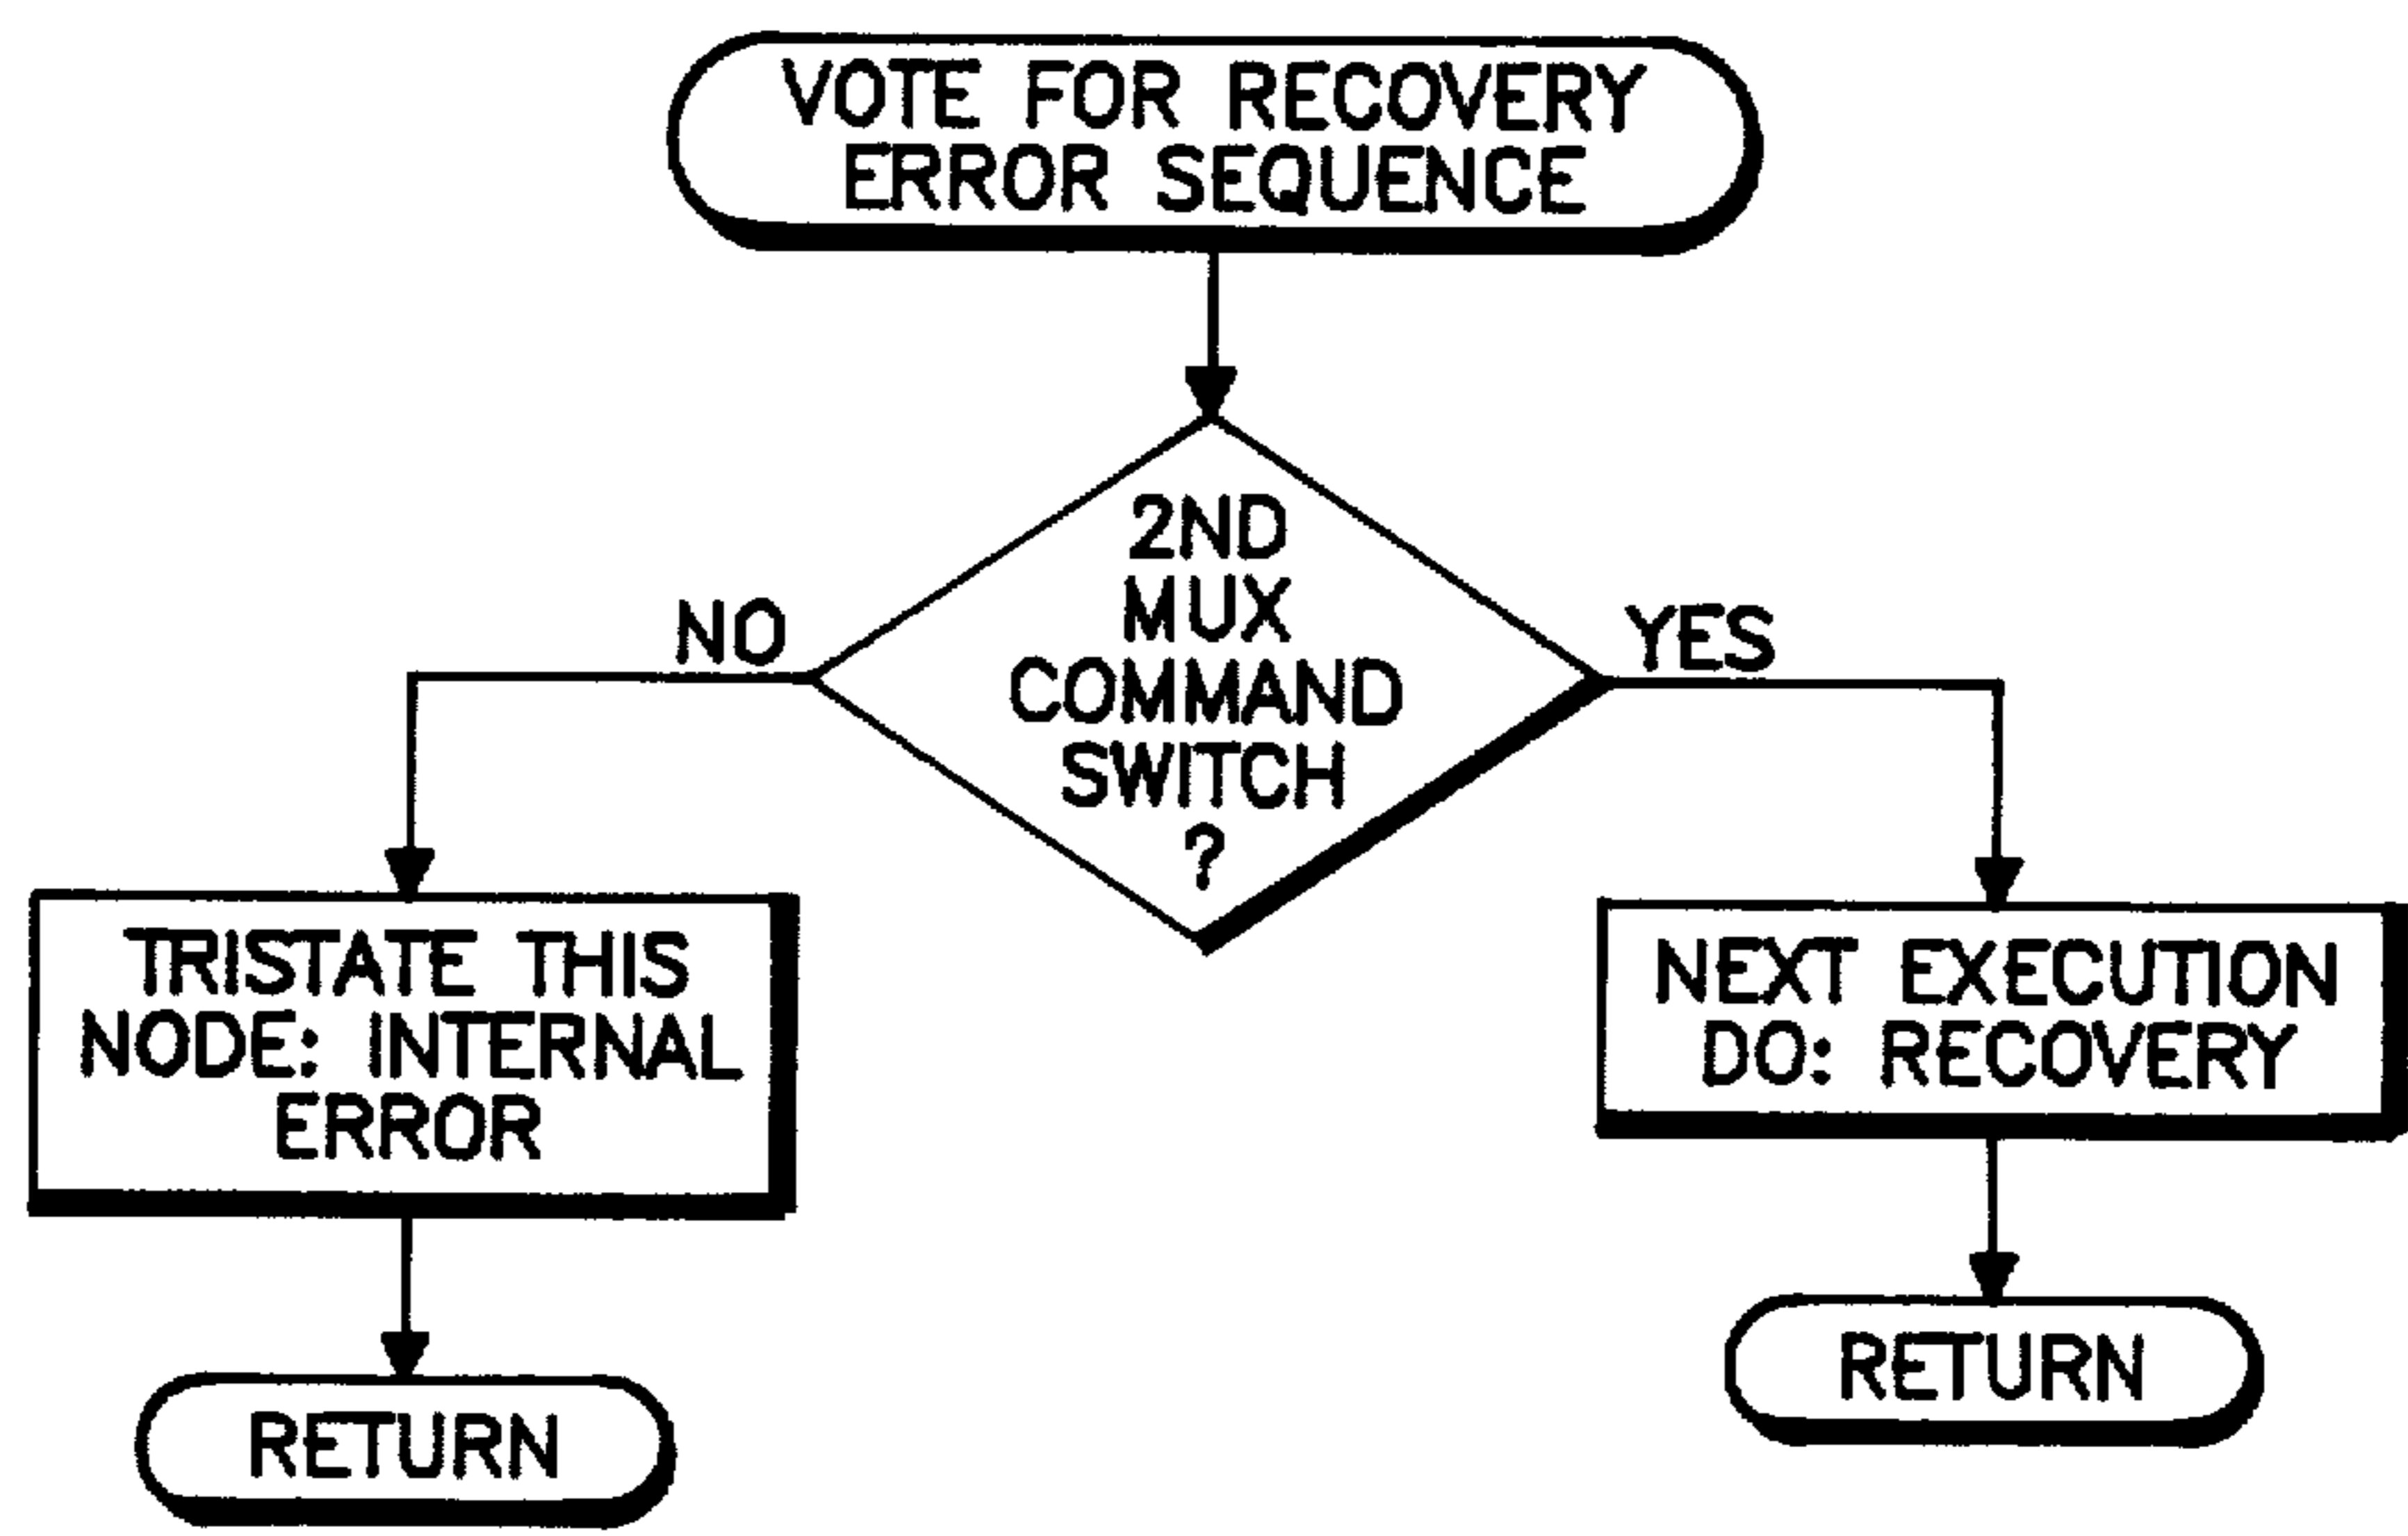 VOTE FOR RECOVERY
ERROR SEQUENCE
2ND
MUX
COMMAND
SWITCH
?
NO
YES
TRISTATE THIS
NODE: INTERNAL
ERROR
NEXT EXECUTION
DO: RECOVERY
RETURN
RETURN